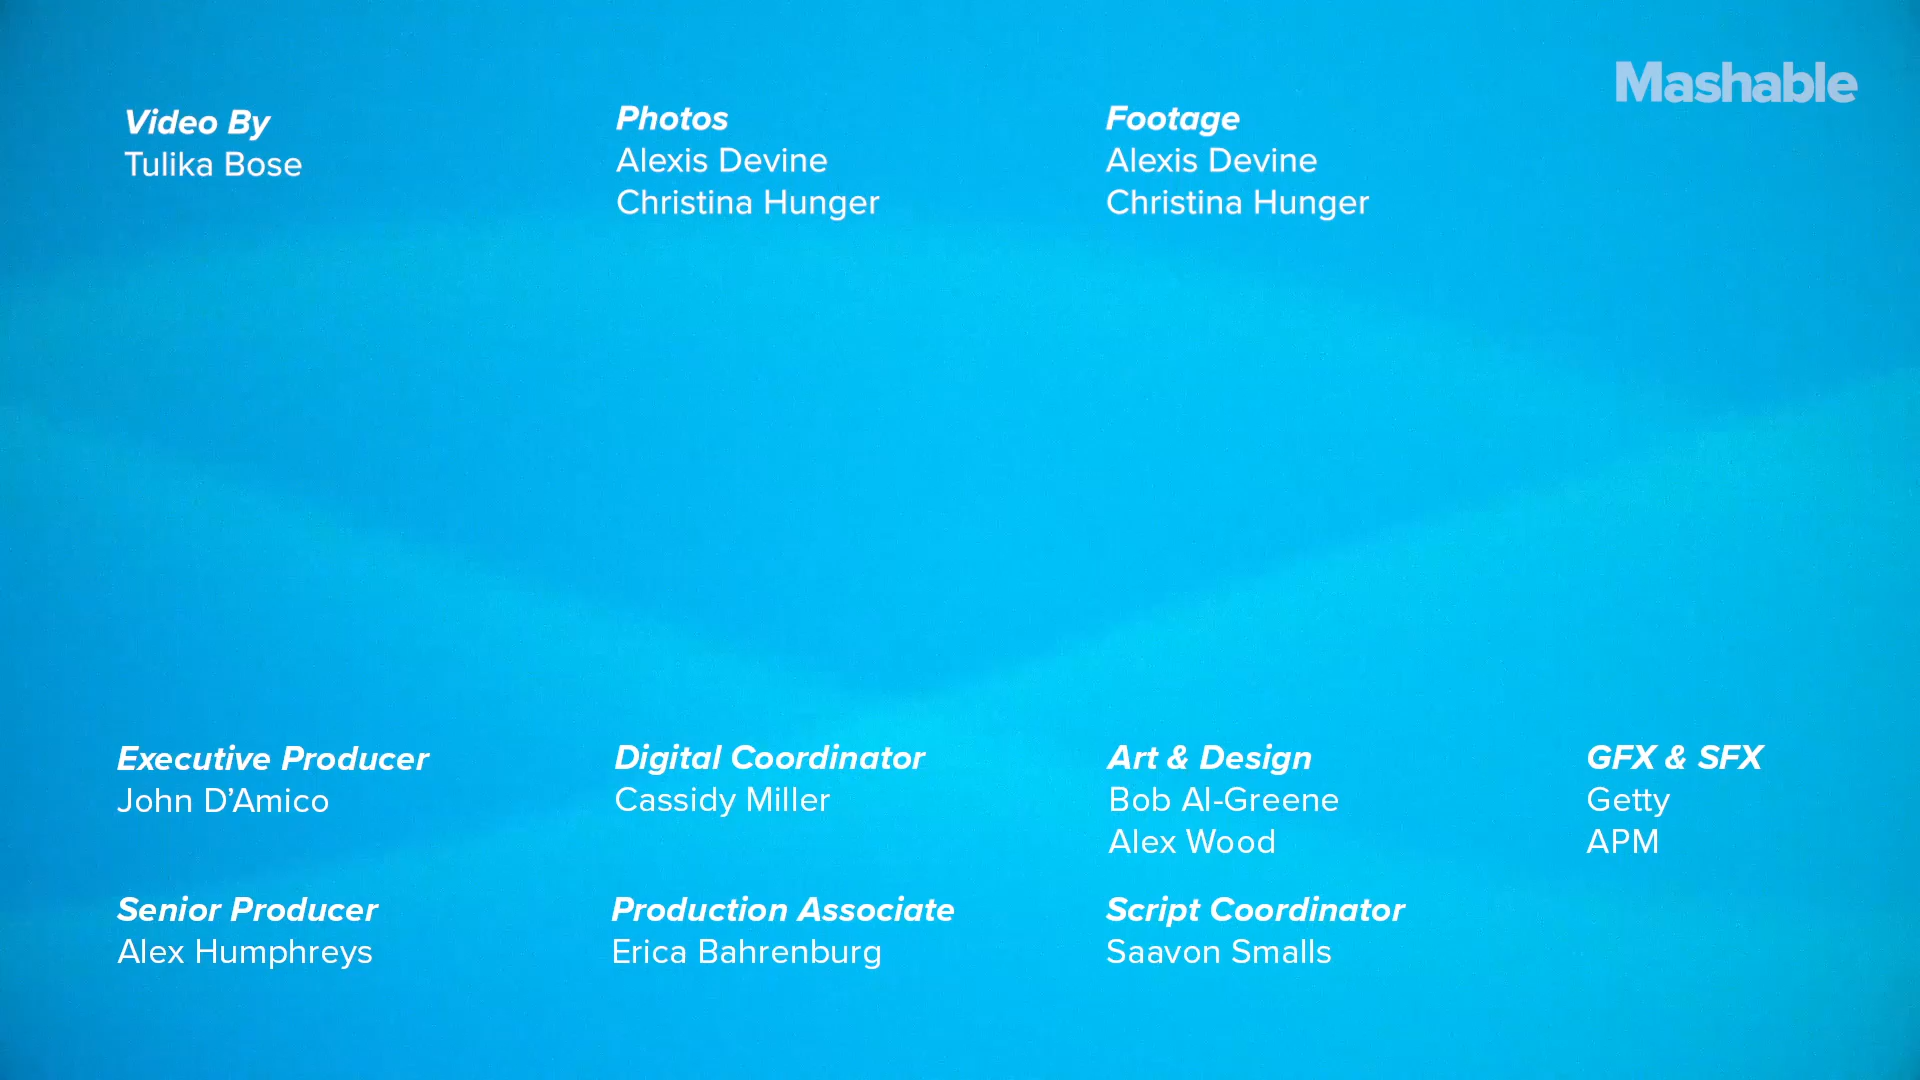 Mashable
Video By
Tulika Bose
Photos
Alexis Devine
Christina Hunger
Footage
Alexis Devine
Christina Hunger
Executive Producer
John D’Amico
Digital Coordinator
Cassidy Miller
Art & Design
Bob Al-Greene
Alex Wood
GFX & SFX
Getty
APM
Senior Producer
Alex Humphreys
Production Associate
Erica Bahrenburg
Script Coordinator
Saavon Smalls